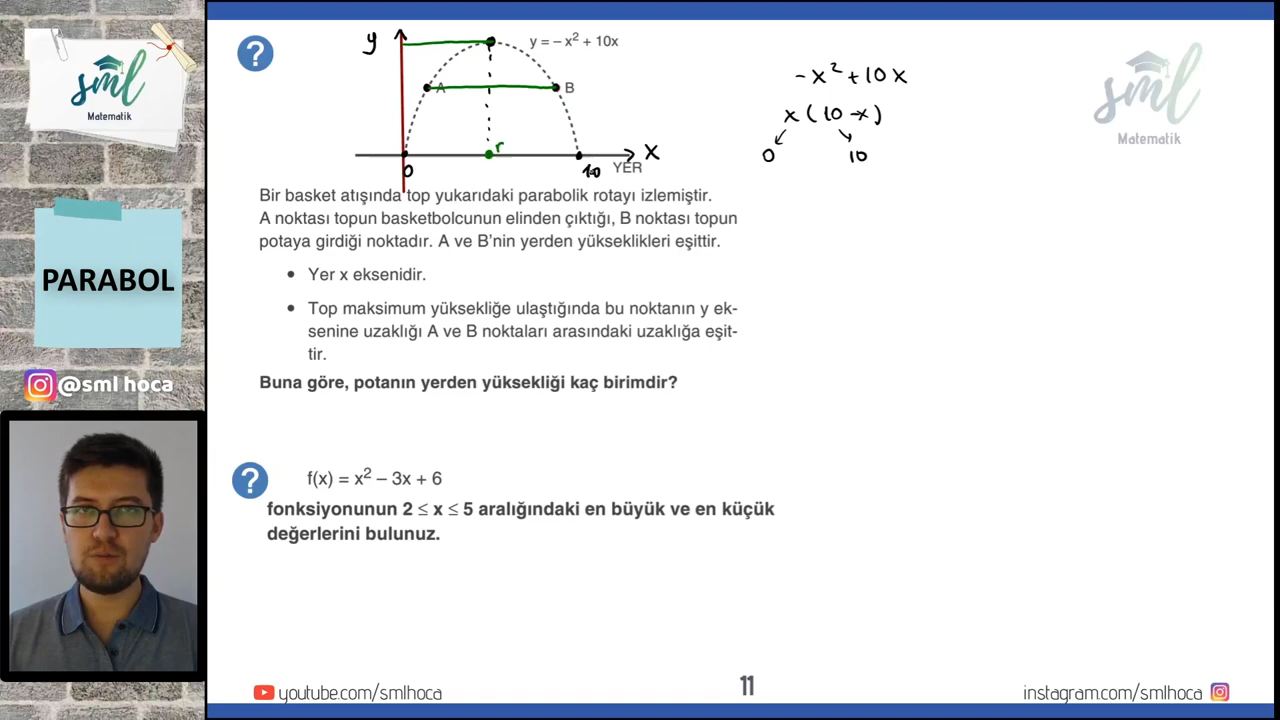 sml
Matematik
PARABOL
@sml hoca
?
y
y = – x² + 10x
A
B
r
x
0
10
YER
-x² + 10x
x(10-x)
0
10
sml
Matematik
Bir basket atışında top yukarıdaki parabolik rotayı izlemiştir.
A noktası topun basketbolcunun elinden çıktığı, B noktası topun
potaya girdiği noktadır. A ve B'nin yerden yükseklikleri eşittir.
• Yer x eksenidir.
• Top maksimum yüksekliğe ulaştığında bu noktanın y ek-
senine uzaklığı A ve B noktaları arasındaki uzaklığa eşit-
tir.
Buna göre, potanın yerden yüksekliği kaç birimdir?
?
f(x) = x² – 3x + 6
fonksiyonunun 2 ≤ x ≤ 5 aralığındaki en büyük ve en küçük
değerlerini bulunuz.
youtube.com/smlhoca
11
instagram.com/smlhoca